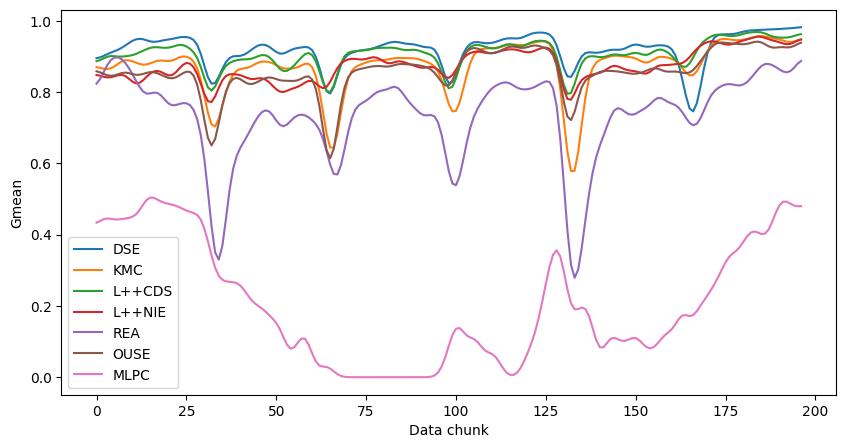 1.0
0.8
0.6
0.4
0.2
0.0
Gmean
DSE
KMC
L++CDS
L++NIE
REA
OUSE
MLPC
0 25 50 75 100 125 150 175 200
Data chunk